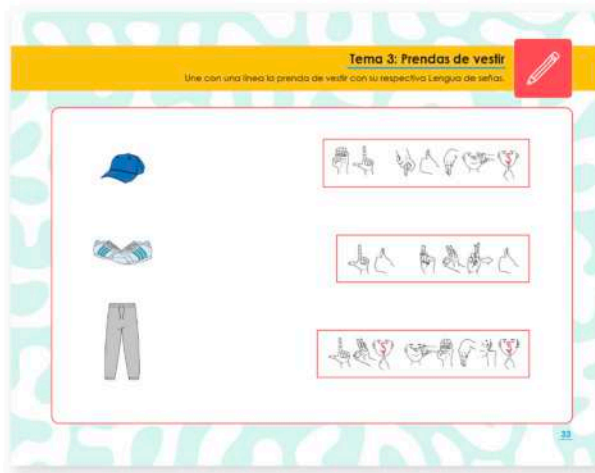 Tema 3: Prendas de vestir
Une con una línea la prenda de vestir con su respectiva Lengua de señas.
33